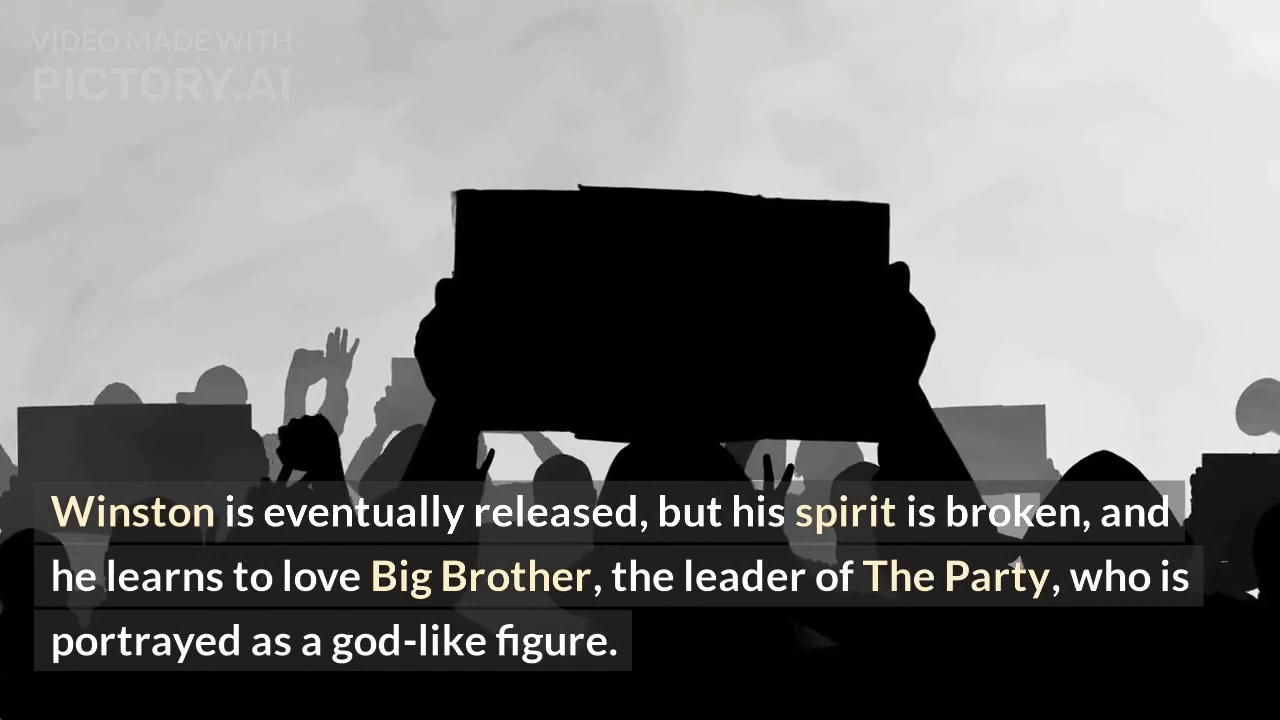 VIDEO MADE WITH
PICTORY.AI
Winston is eventually released, but his spirit is broken, and
he learns to love Big Brother, the leader of The Party, who is
portrayed as a god-like figure.